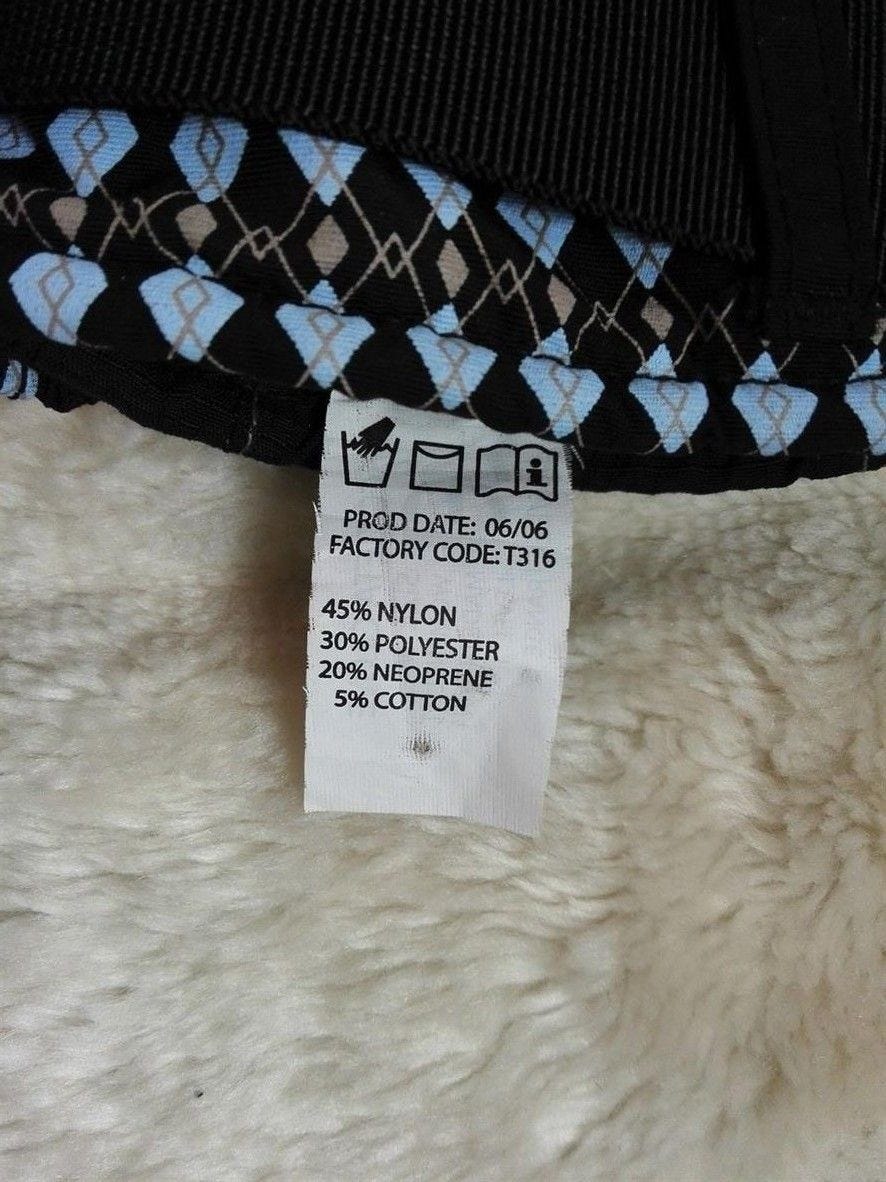 PROD DATE: 06/06
FACTORY CODE: T316
45% NYLON
30% POLYESTER
20% NEOPRENE
5% COTTON